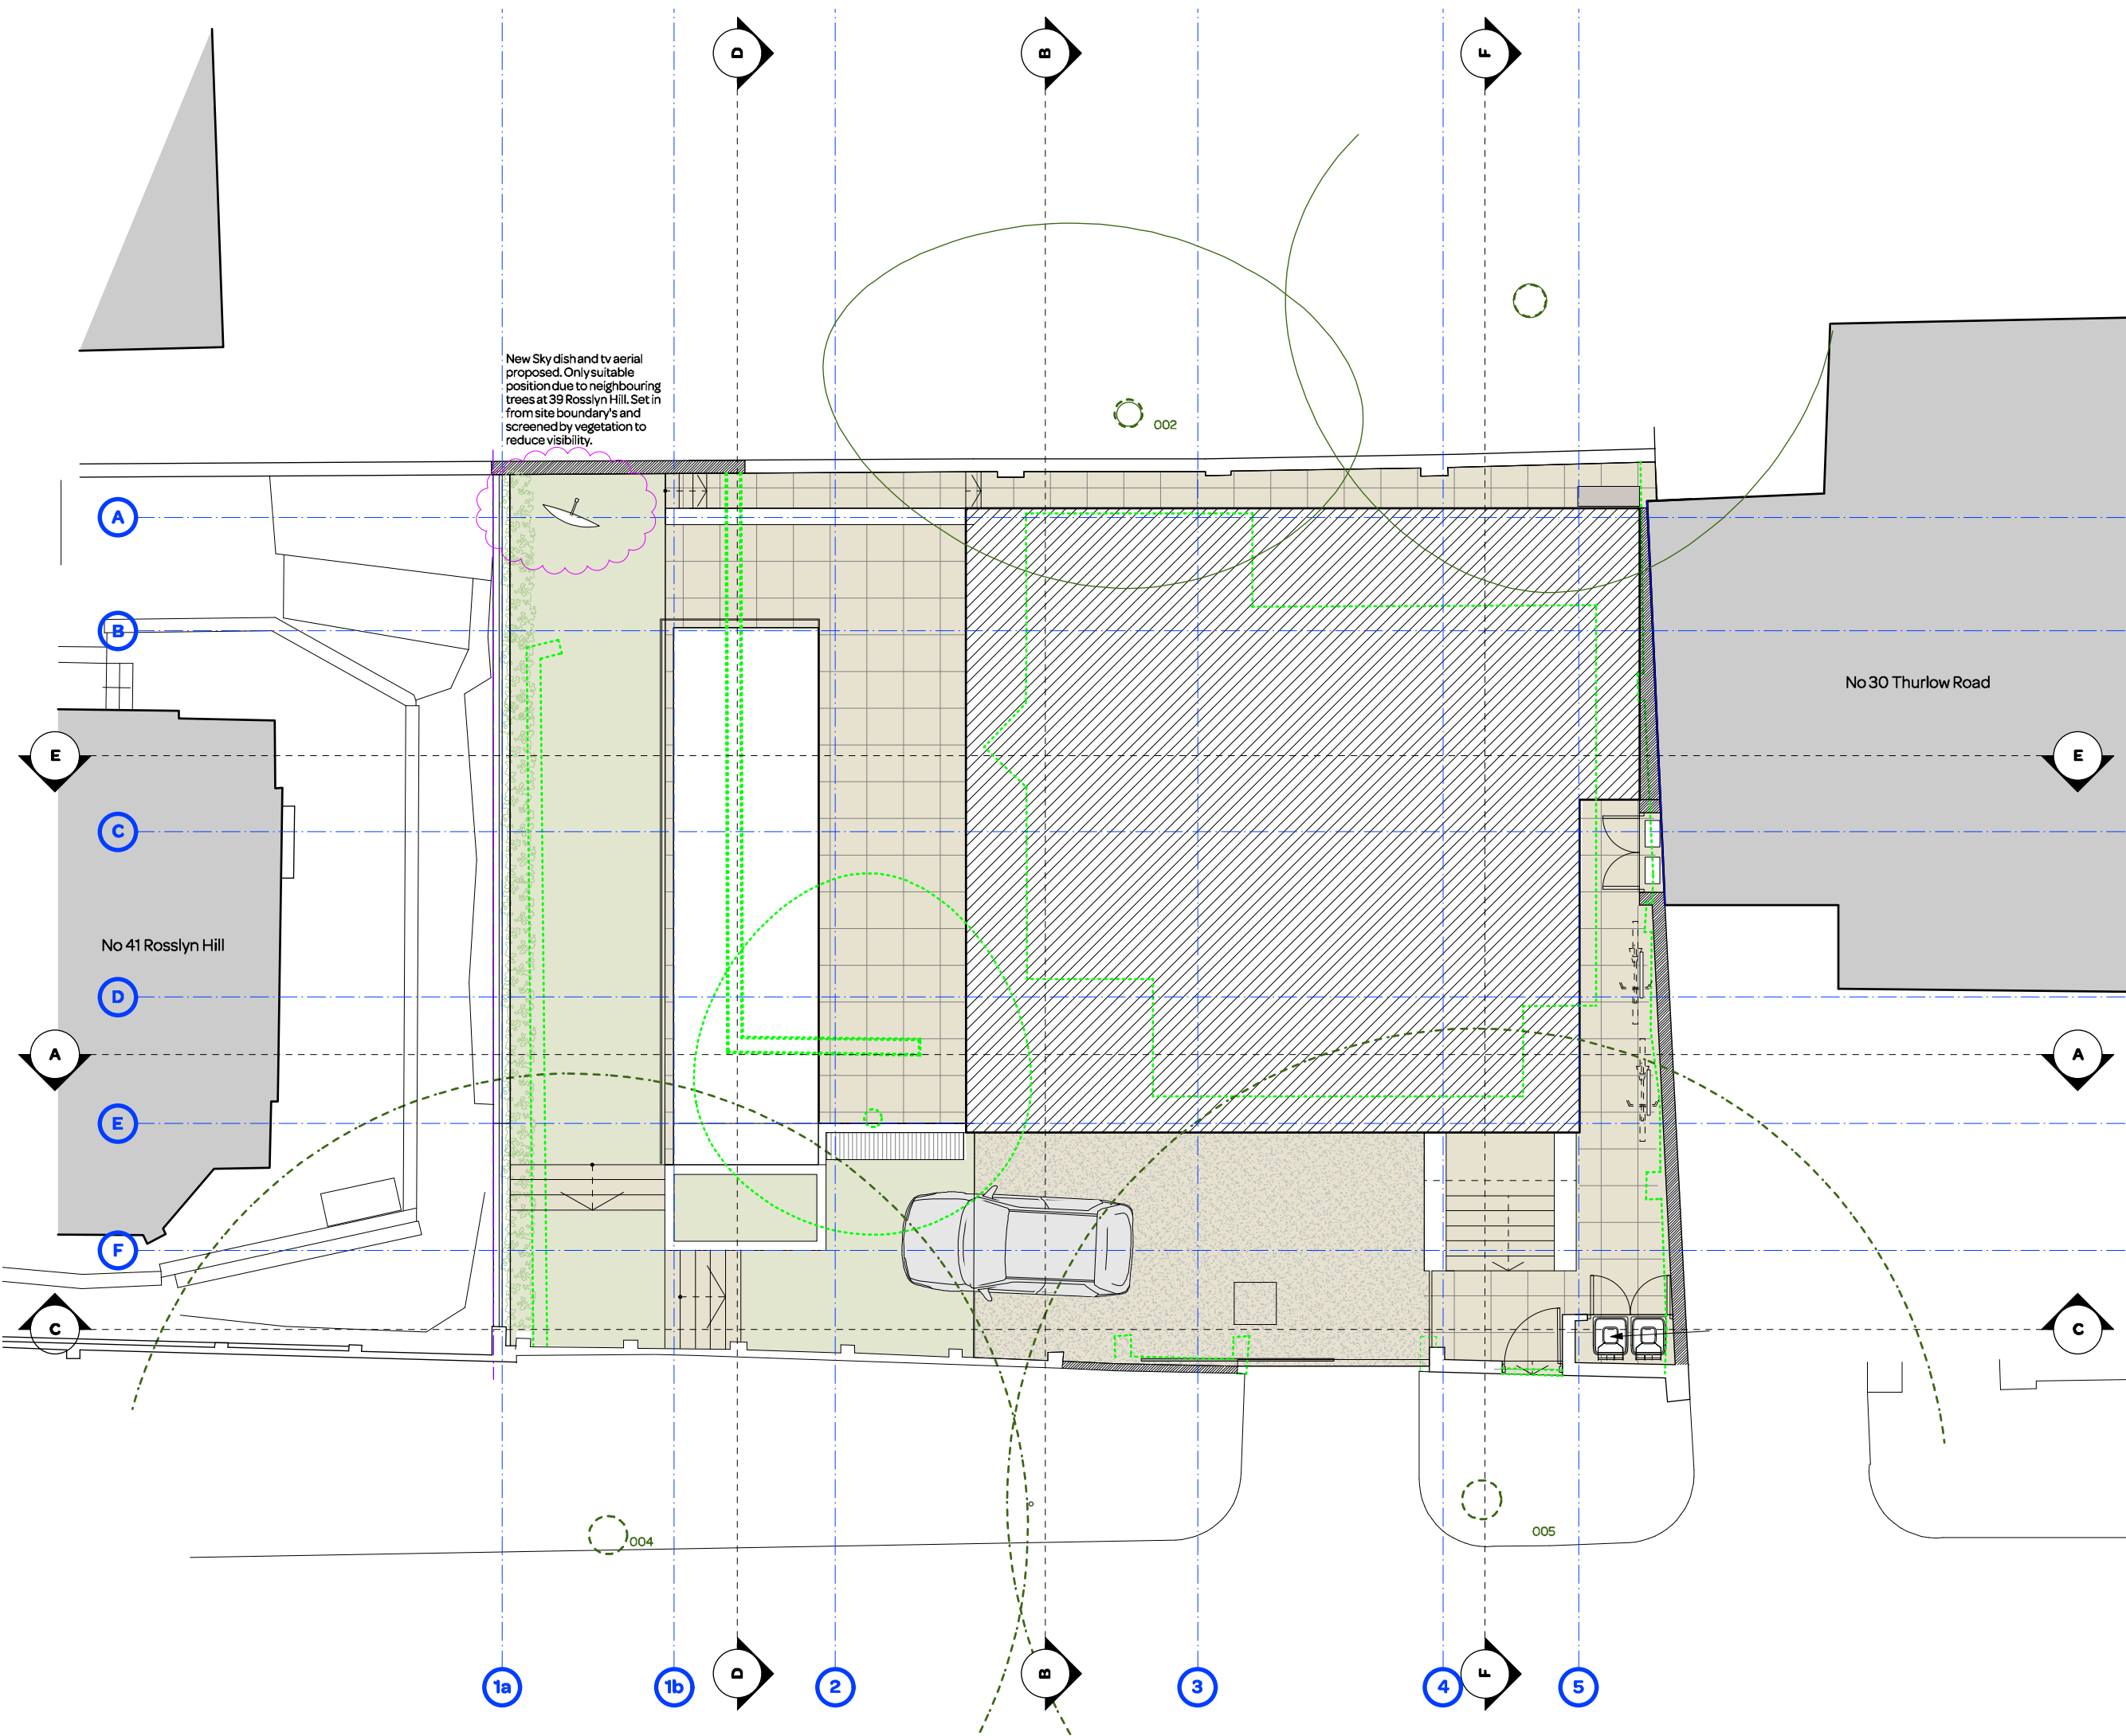 D
B
F
002
New Sky dish and tv aerial
proposed. Only suitable
position due to neighbouring
trees at 39 Rosslyn Hill. Set in
from site boundary's and
screened by vegetation to
reduce visibility.
A
B
No 30 Thurlow Road
E
E
C
No 41 Rosslyn Hill
D
A
A
E
F
C
C
004
005
1a
1b
D
2
B
3
4
F
5